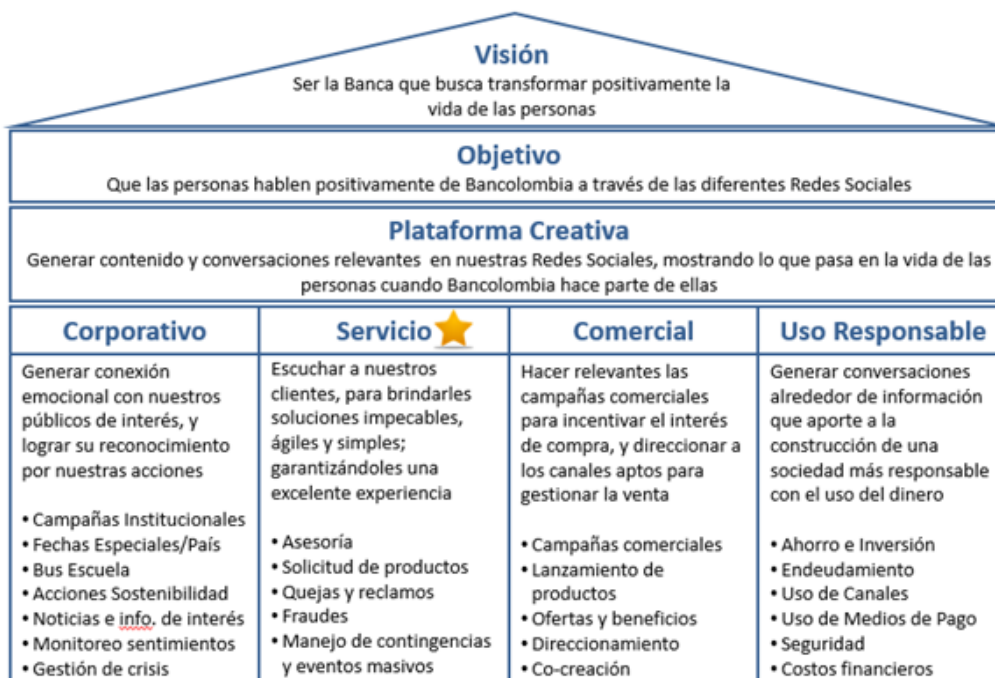 Visión
Ser la Banca que busca transformar positivamente la
vida de las personas
Objetivo
Que las personas hablen positivamente de Bancolombia a través de las diferentes Redes Sociales
Plataforma Creativa
Generar contenido y conversaciones relevantes en nuestras Redes Sociales, mostrando lo que pasa en la vida de las
personas cuando Bancolombia hace parte de ellas
Corporativo
Generar conexión
emocional con nuestros
públicos de interés, y
lograr su reconocimiento
por nuestras acciones
• Campañas Institucionales
• Fechas Especiales/País
• Bus Escuela
• Acciones Sostenibilidad
• Noticias e info. de interés
• Monitoreo sentimientos
• Gestión de crisis
Servicio
Escuchar a nuestros
clientes, para brindarles
soluciones impecables,
ágiles y simples;
garantizándoles una
excelente experiencia
• Asesoría
• Solicitud de productos
• Quejas y reclamos
• Fraudes
• Manejo de contingencias
y eventos masivos
Comercial
Hacer relevantes las
campañas comerciales
para incentivar el interés
de compra, y direccionar a
los canales aptos para
gestionar la venta
• Campañas comerciales
• Lanzamiento de
productos
• Ofertas y beneficios
• Direccionamiento
• Co-creación
Uso Responsable
Generar conversaciones
alrededor de información
que aporte a la
construcción de una
sociedad más responsable
con el uso del dinero
• Ahorro e Inversión
• Endeudamiento
• Uso de Canales
• Uso de Medios de Pago
• Seguridad
• Costos financieros